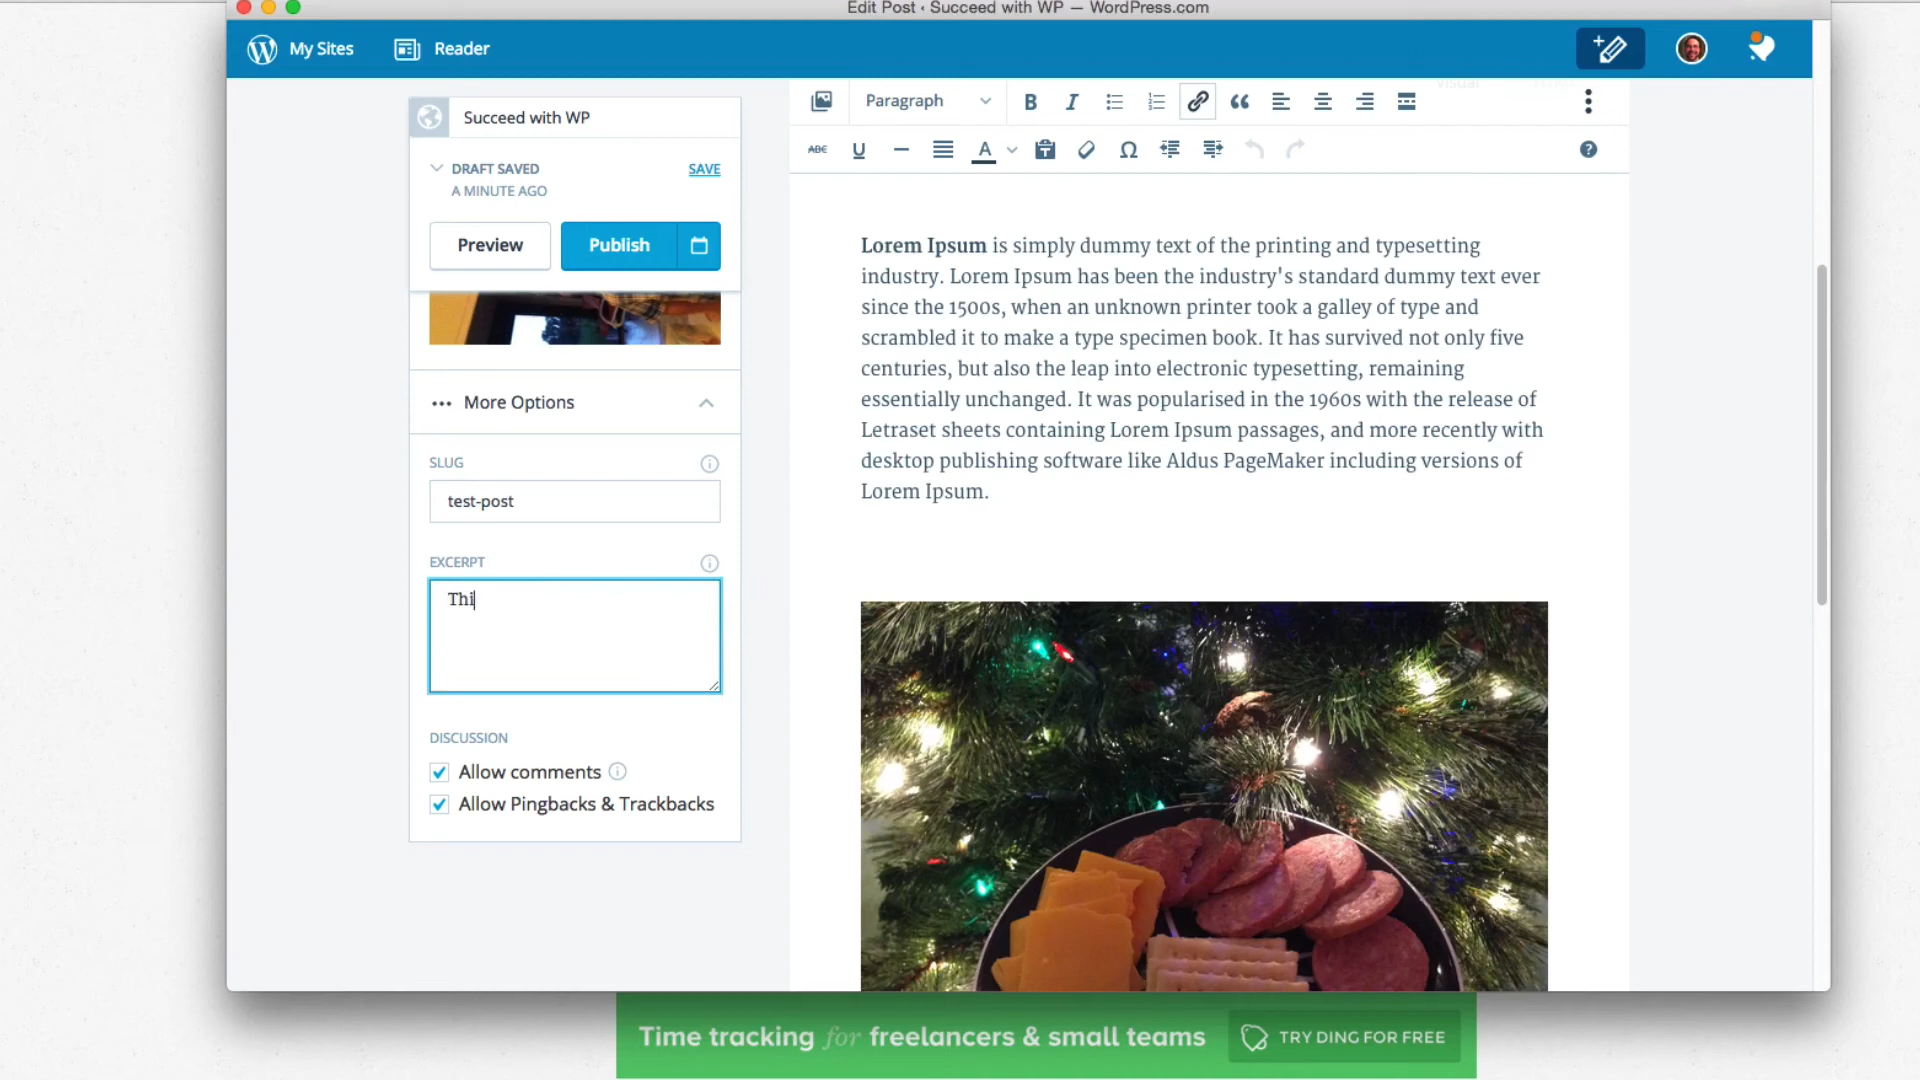 Edit Post ‹ Succeed with WP — WordPress.com
My Sites
Reader
Succeed with WP
DRAFT SAVED
SAVE
A MINUTE AGO
Preview
Publish
More Options
SLUG
test-post
EXCERPT
Thi
DISCUSSION
Allow comments
Allow Pingbacks & Trackbacks
Visual
Paragraph
B
I
ABC
U
A
Lorem Ipsum is simply dummy text of the printing and typesetting
industry. Lorem Ipsum has been the industry's standard dummy text ever
since the 1500s, when an unknown printer took a galley of type and
scrambled it to make a type specimen book. It has survived not only five
centuries, but also the leap into electronic typesetting, remaining
essentially unchanged. It was popularised in the 1960s with the release of
Letraset sheets containing Lorem Ipsum passages, and more recently with
desktop publishing software like Aldus PageMaker including versions of
Lorem Ipsum.
Time tracking for freelancers & small teams
TRY DING FOR FREE